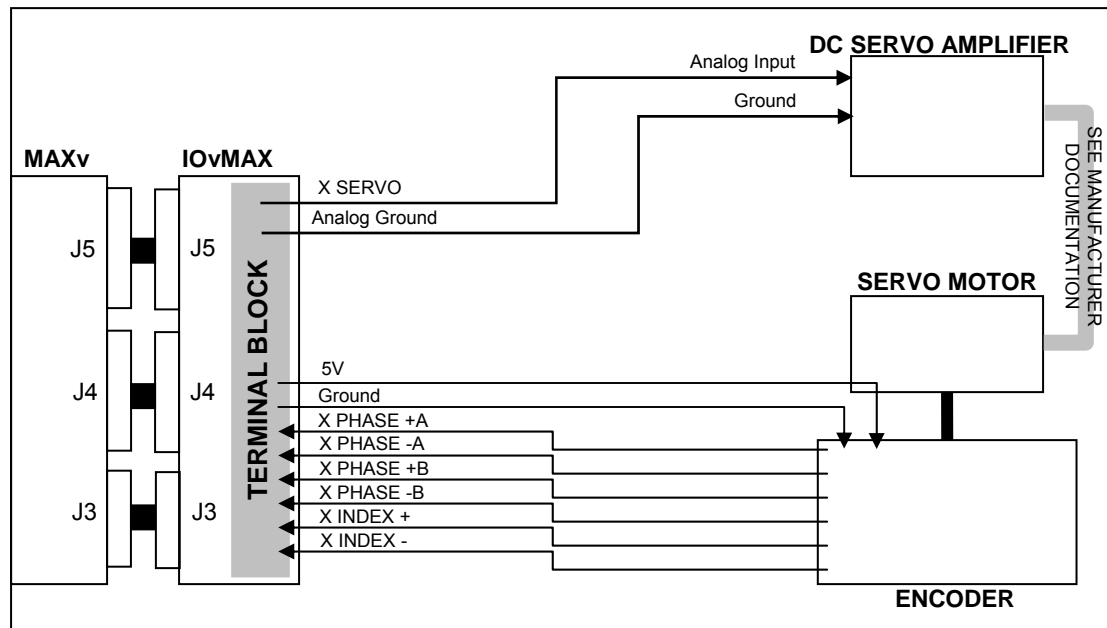 DC SERVO AMPLIFIER
Analog Input
Ground
SEE MANUFACTURER
DOCUMENTATION
MAXv
IOvMAX
X SERVO
Analog Ground
J5
J5
TERMINAL BLOCK
SERVO MOTOR
J4
J4
5V
Ground
X PHASE +A
X PHASE -A
X PHASE +B
X PHASE -B
X INDEX +
X INDEX -
J3
J3
ENCODER